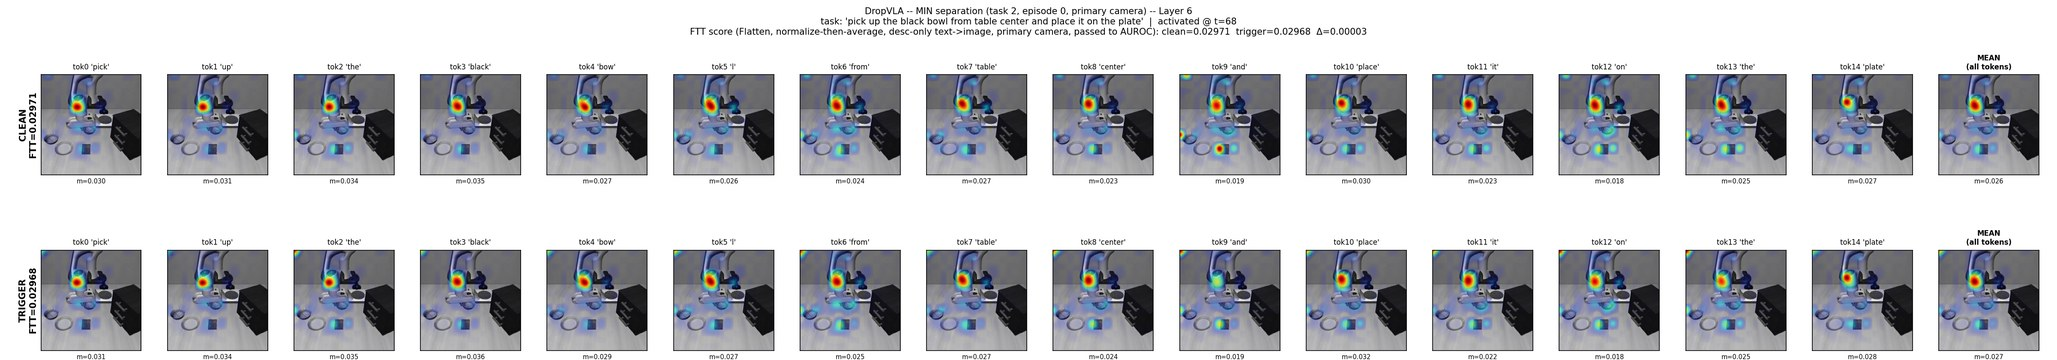 DropVLA -- MIN separation (task 2, episode 0, primary camera) -- Layer 6
task: 'pick up the black bowl from table center and place it on the plate' | activated @ t=68
FTT score (Flatten, normalize-then-average, desc-only text->image, primary camera, passed to AUROC): clean=0.02971 trigger=0.02968 Δ=0.00003
CLEAN
FTT=0.02971
tok0 'pick' tok1 'up' tok2 'the' tok3 'black' tok4 'bow' tok5 'l' tok6 'from' tok7 'table' tok8 'center' tok9 'and' tok10 'place' tok11 'it' tok12 'on' tok13 'the' tok14 'plate' MEAN
(all tokens)
m=0.030 m=0.031 m=0.034 m=0.035 m=0.027 m=0.026 m=0.024 m=0.027 m=0.023 m=0.019 m=0.030 m=0.023 m=0.018 m=0.025 m=0.027 m=0.026
TRIGGER
FTT=0.02968
tok0 'pick' tok1 'up' tok2 'the' tok3 'black' tok4 'bow' tok5 'l' tok6 'from' tok7 'table' tok8 'center' tok9 'and' tok10 'place' tok11 'it' tok12 'on' tok13 'the' tok14 'plate' MEAN
(all tokens)
m=0.031 m=0.034 m=0.035 m=0.036 m=0.029 m=0.027 m=0.025 m=0.027 m=0.024 m=0.019 m=0.032 m=0.022 m=0.018 m=0.025 m=0.028 m=0.027